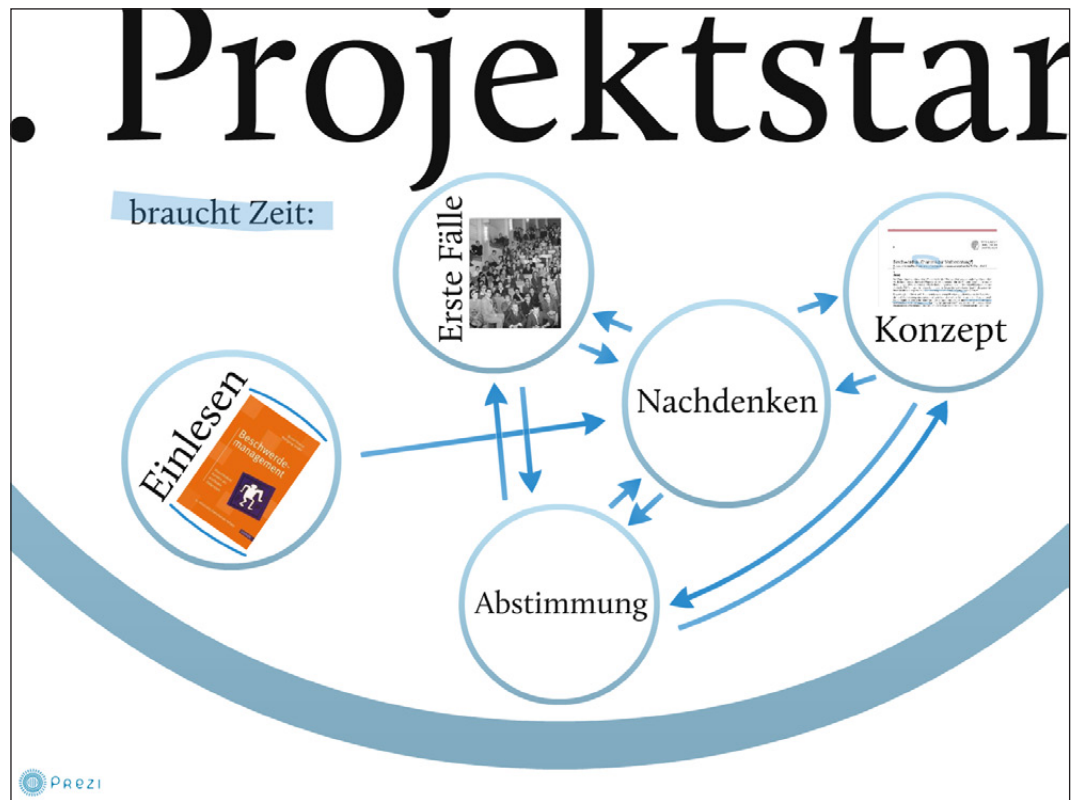 . Projektstar
braucht Zeit:
Erste Fälle
Konzept
Nachdenken
Einlesen
Beschwerde-
management
Abstimmung
PREZI